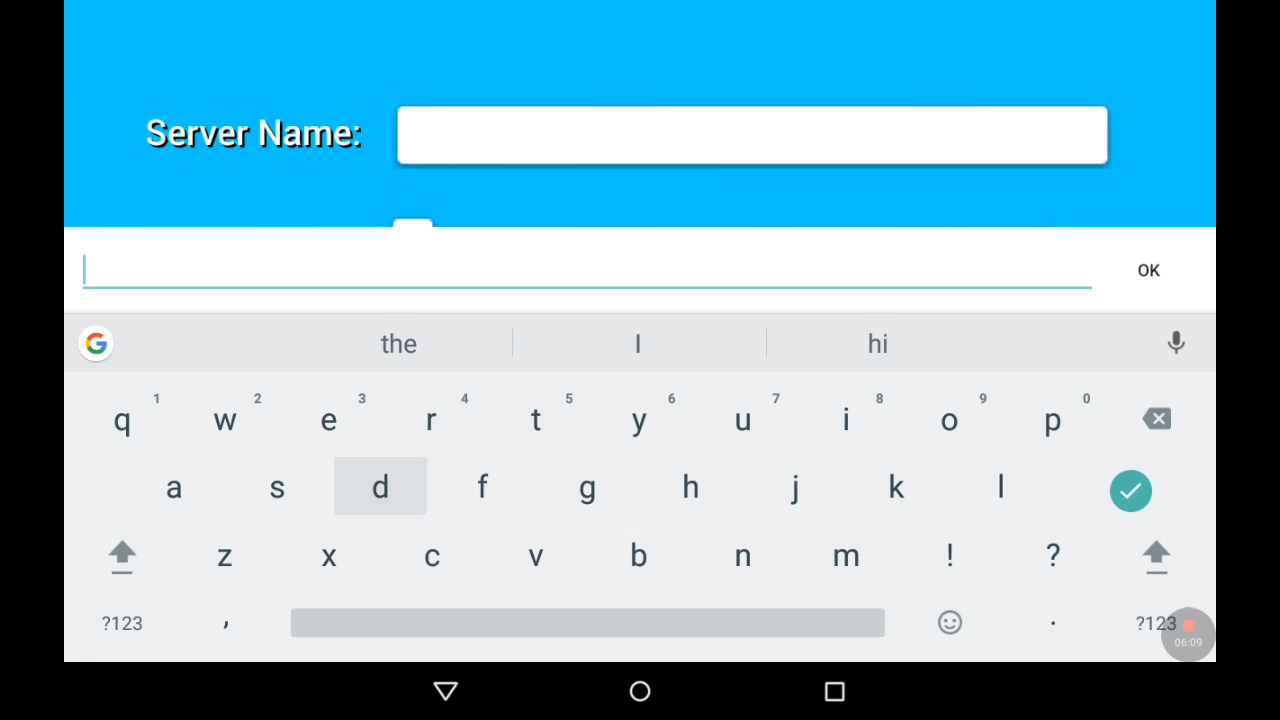 Server Name:
OK
the I hi
1 2 3 4 5 6 7 8 9 0
q w e r t y u i o p
a s d f g h j k l
z x c v b n m ! ?
?123 , . ?123
06:09